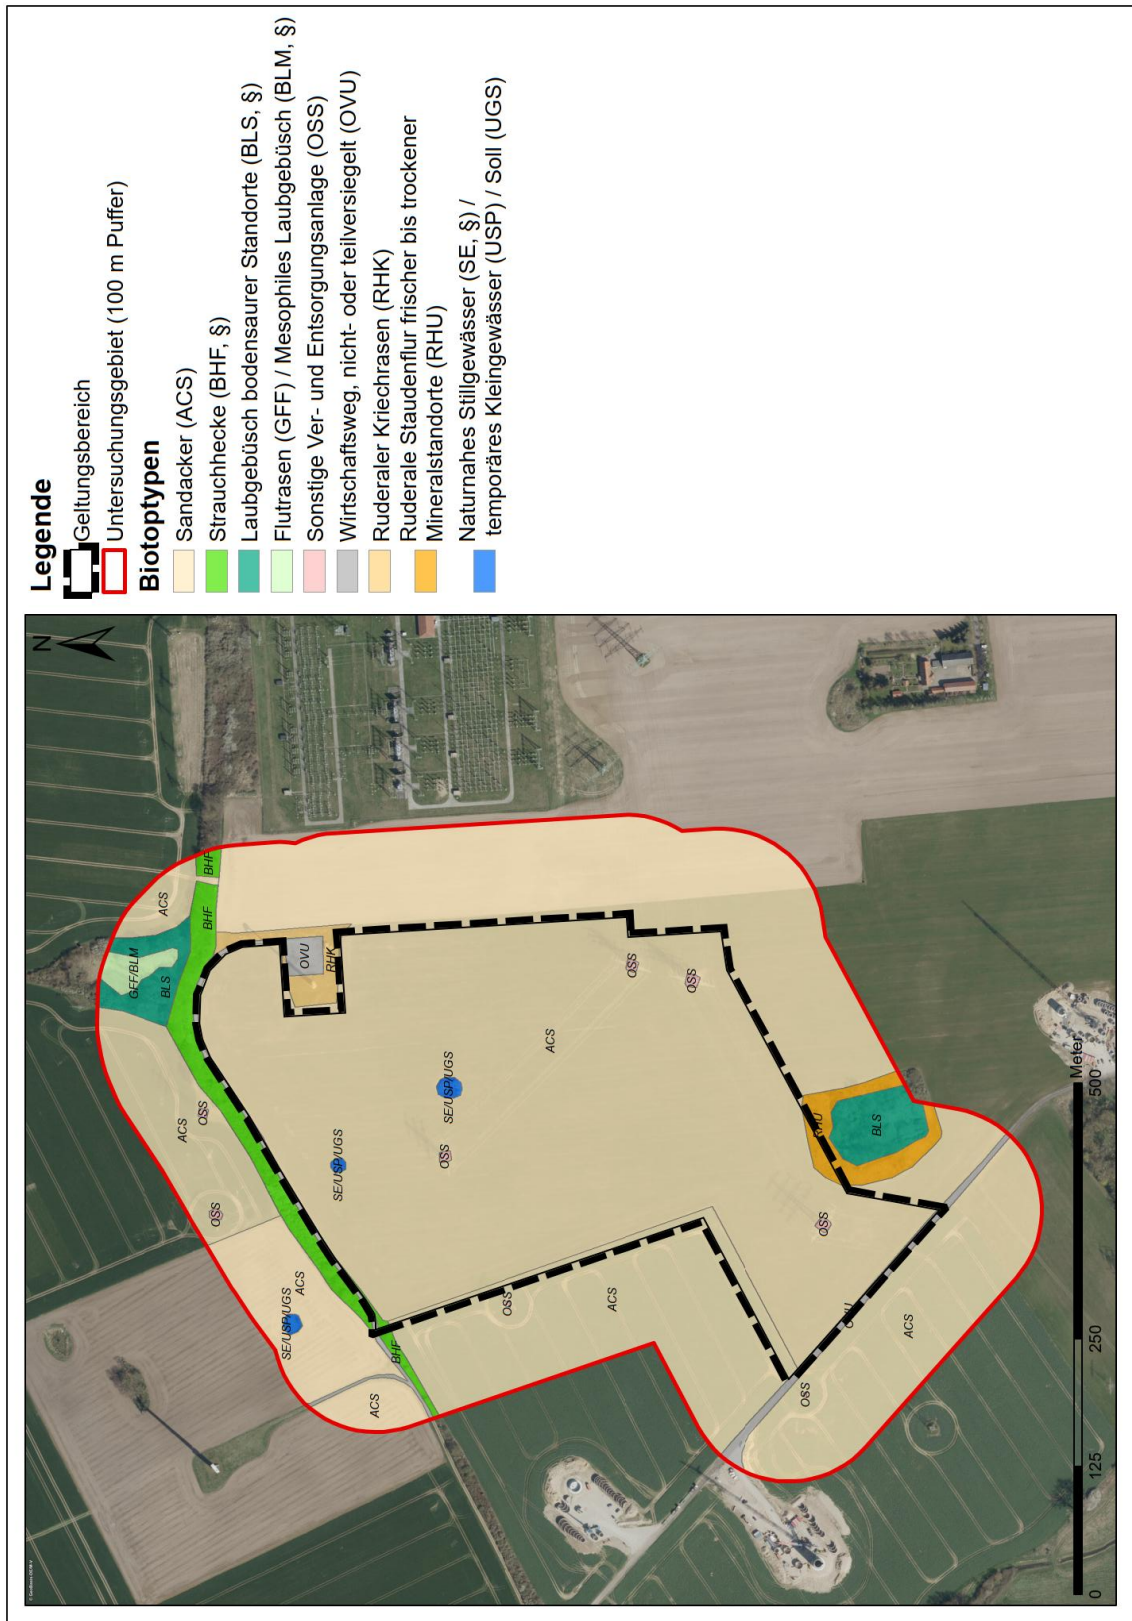 Legende
Geltungsbereich
Untersuchungsgebiet (100 m Puffer)
Biotoptypen
Sandacker (ACS)
Strauchhecke (BHF, §)
Laubgebüsch bodensaurer Standorte (BLS, §)
Flutrasen (GFF) / Mesophiles Laubgebüsch (BLM, §)
Sonstige Ver- und Entsorgungsanlage (OSS)
Wirtschaftsweg, nicht- oder teilversiegelt (OVU)
Ruderaler Kriechrasen (RHK)
Ruderale Staudenflur frischer bis trockener
Mineralstandorte (RHU)
Naturnahes Stillgewässer (SE, §) /
temporäres Kleingewässer (USP) / Soll (UGS)
N
ACS
BHF
BHF
GFF/BLM
BLS
OVU
RHK
ACS
OSS
OSS
SE/USP/UGS
ACS
SE/USP/UGS
SE/USP/UGS
OSS
ACS
OSS
OSS
BHF
ACS
OSS
ACS
RHU
BLS
OSS
OVU
ACS
OSS
0
125
250
500
Meter